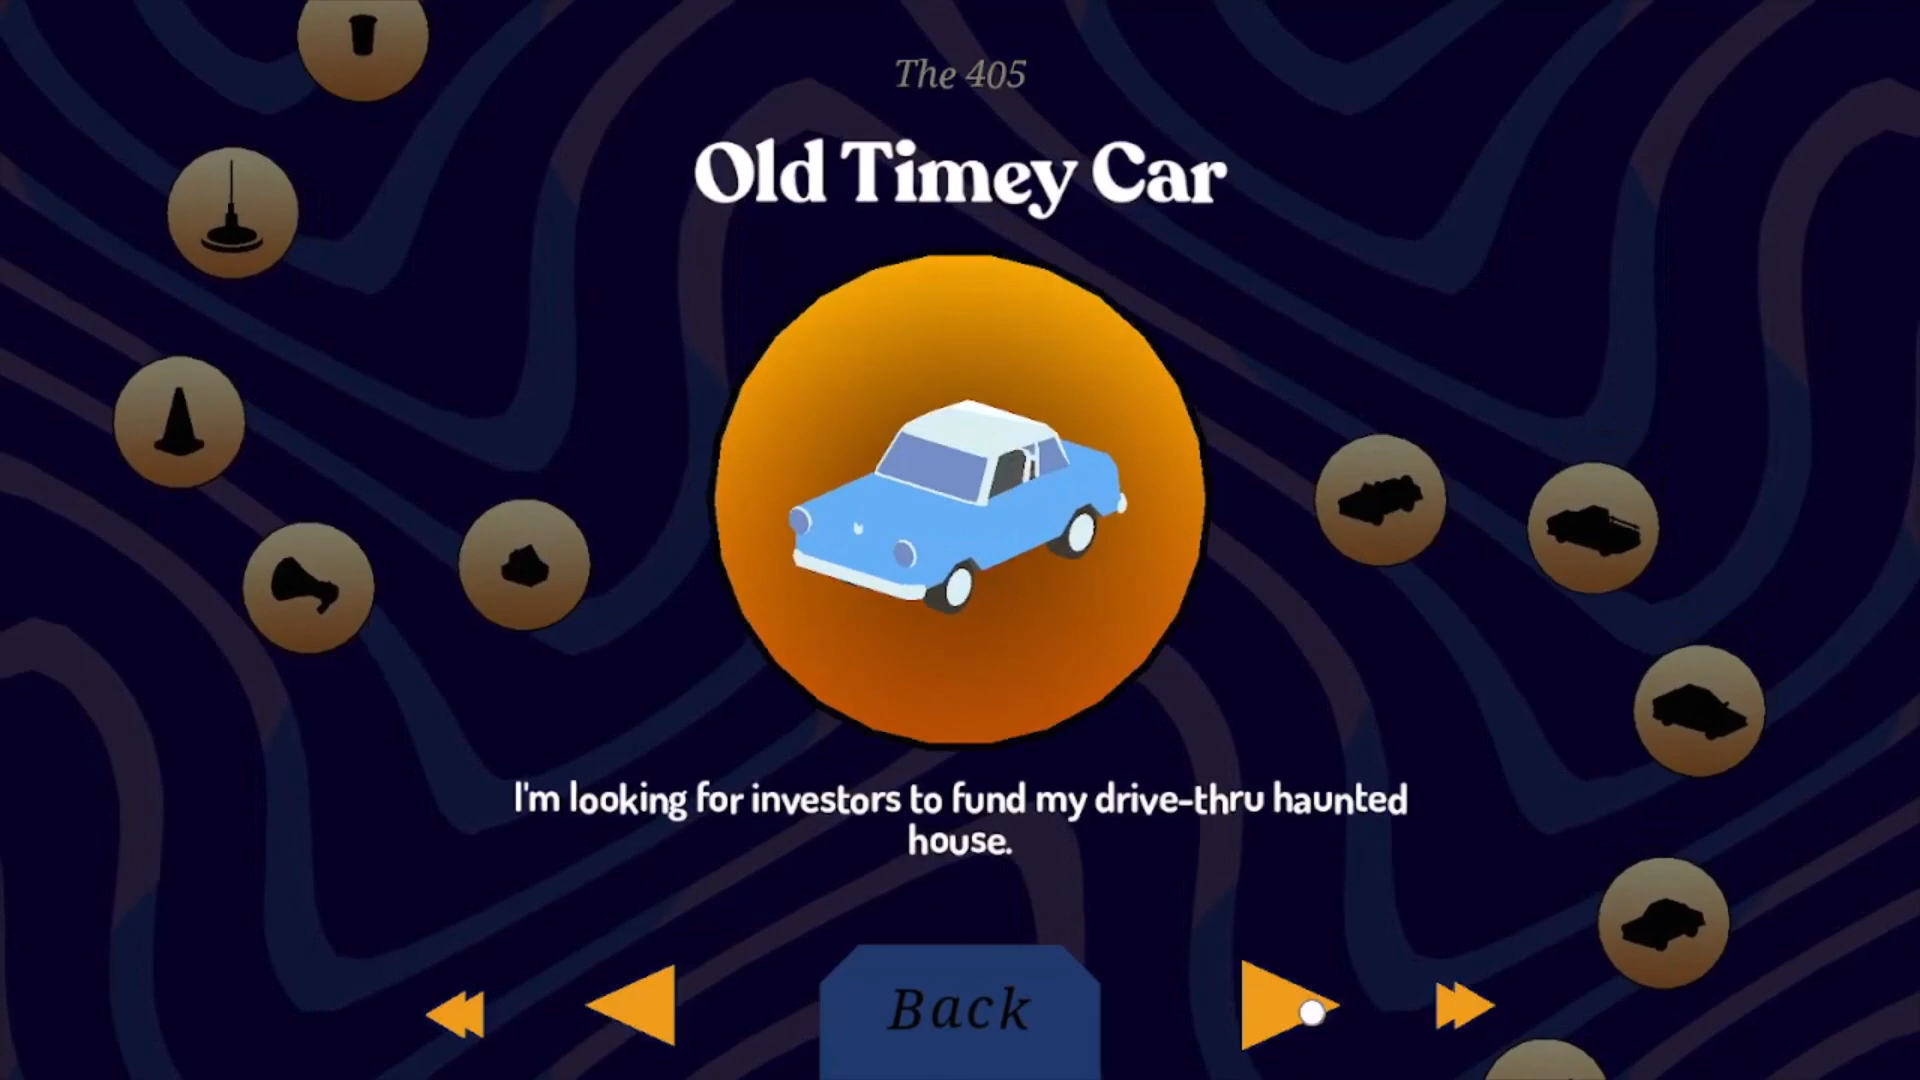 The 405
Old Timey Car
I'm looking for investors to fund my drive-thru haunted
house.
Back